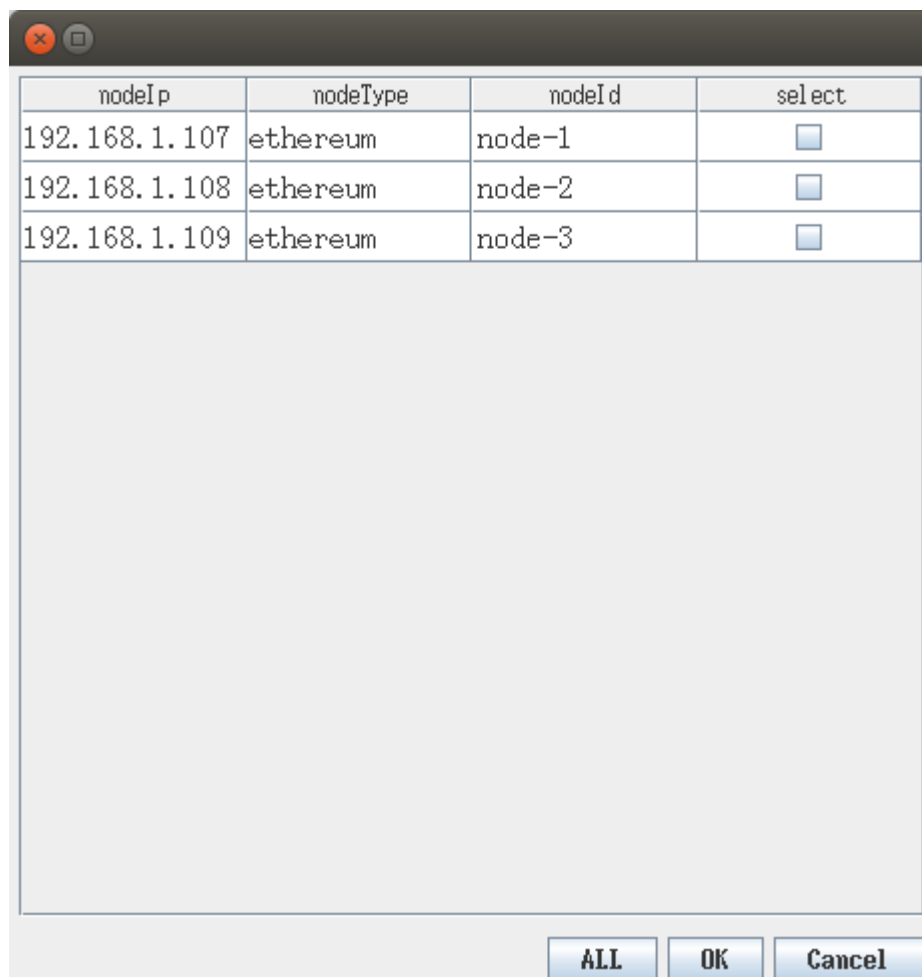 nodeIp nodeType nodeId select
192.168.1.107 ethereum node-1
192.168.1.108 ethereum node-2
192.168.1.109 ethereum node-3
ALL OK Cancel